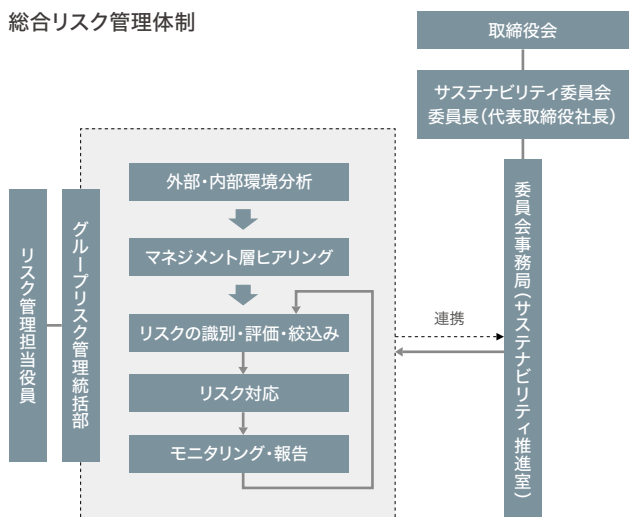 総合リスク管理体制
取締役会
サステナビリティ委員会
委員長(代表取締役社長)
外部・内部環境分析
マネジメント層ヒアリング
リスクの識別・評価・絞込み
リスク対応
モニタリング・報告
リスク管理担当役員
グループリスク管理統括部
連携
委員会事務局(サステナビリティ推進室)